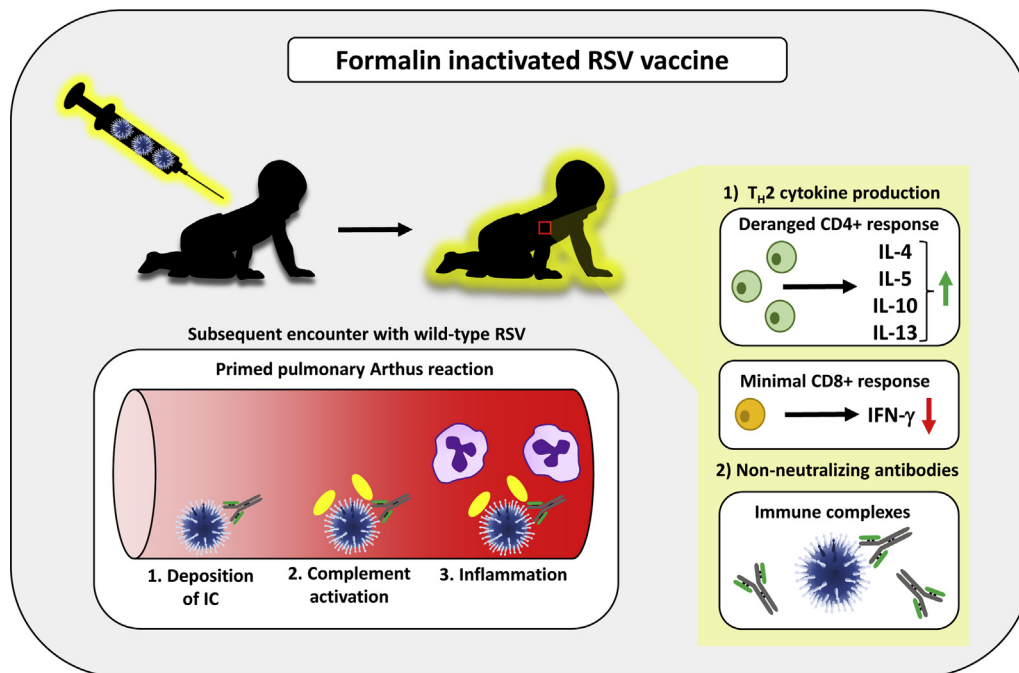 Formalin inactivated RSV vaccine
1) TH2 cytokine production
Deranged CD4+ response
IL-4
IL-5
IL-10
IL-13
Minimal CD8+ response
IFN-γ
2) Non-neutralizing antibodies
Immune complexes
Subsequent encounter with wild-type RSV
Primed pulmonary Arthus reaction
1. Deposition
of IC
2. Complement
activation
3. Inflammation